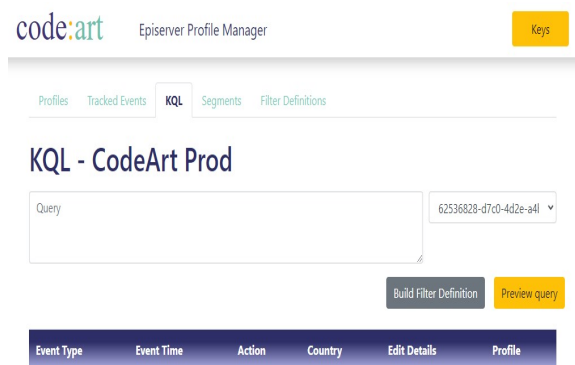 code:art Episerver Profile Manager Keys
Profiles Tracked Events KQL Segments Filter Definitions
KQL - CodeArt Prod
Query 62536828-d7c0-4d2e-a4l
Build Filter Definition Preview query
Event Type Event Time Action Country Edit Details Profile